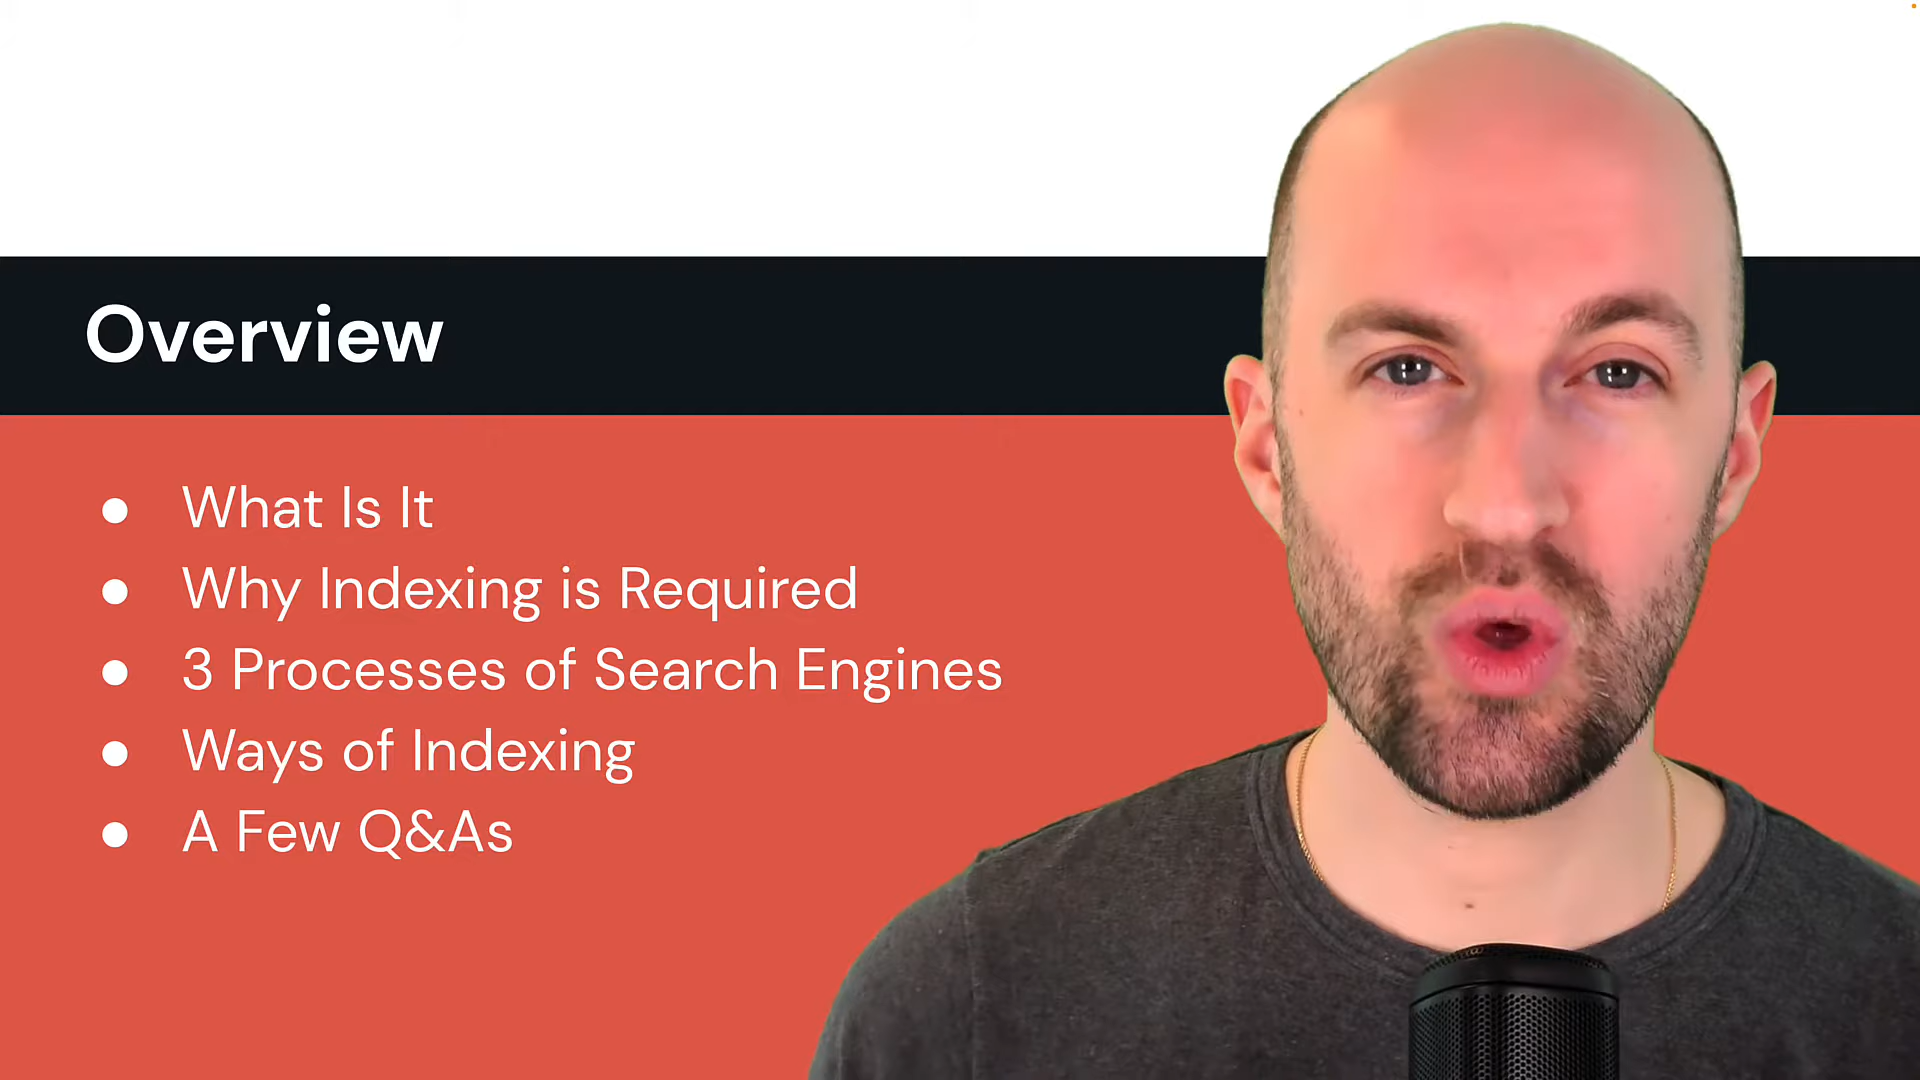 Overview
● What Is It
● Why Indexing is Required
● 3 Processes of Search Engines
● Ways of Indexing
● A Few Q&As